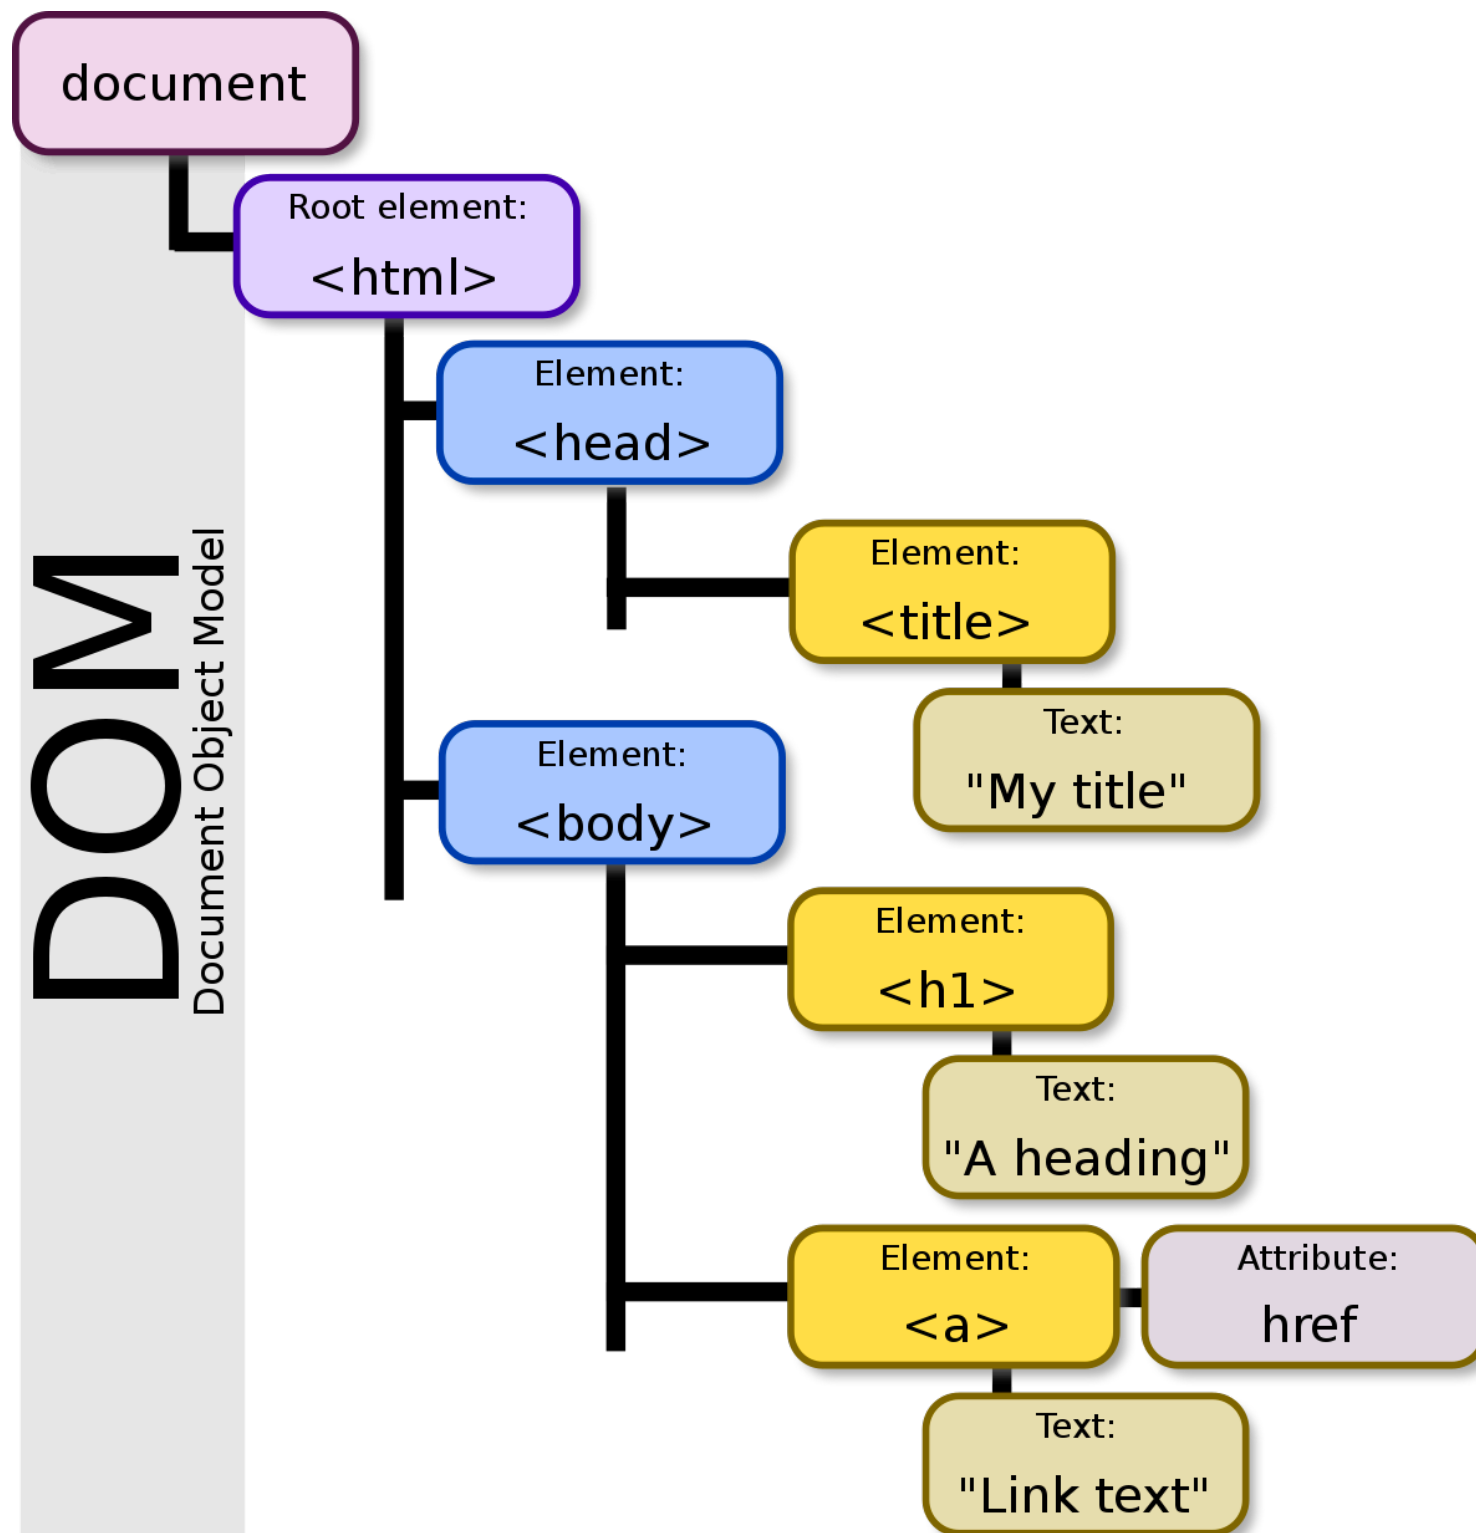 document
Root element:
<html>
Element:
<head>
Element:
<title>
Text:
"My title"
Element:
<body>
Element:
<h1>
Text:
"A heading"
Element:
<a>
Attribute:
href
Text:
"Link text"
DOM
Document Object Model